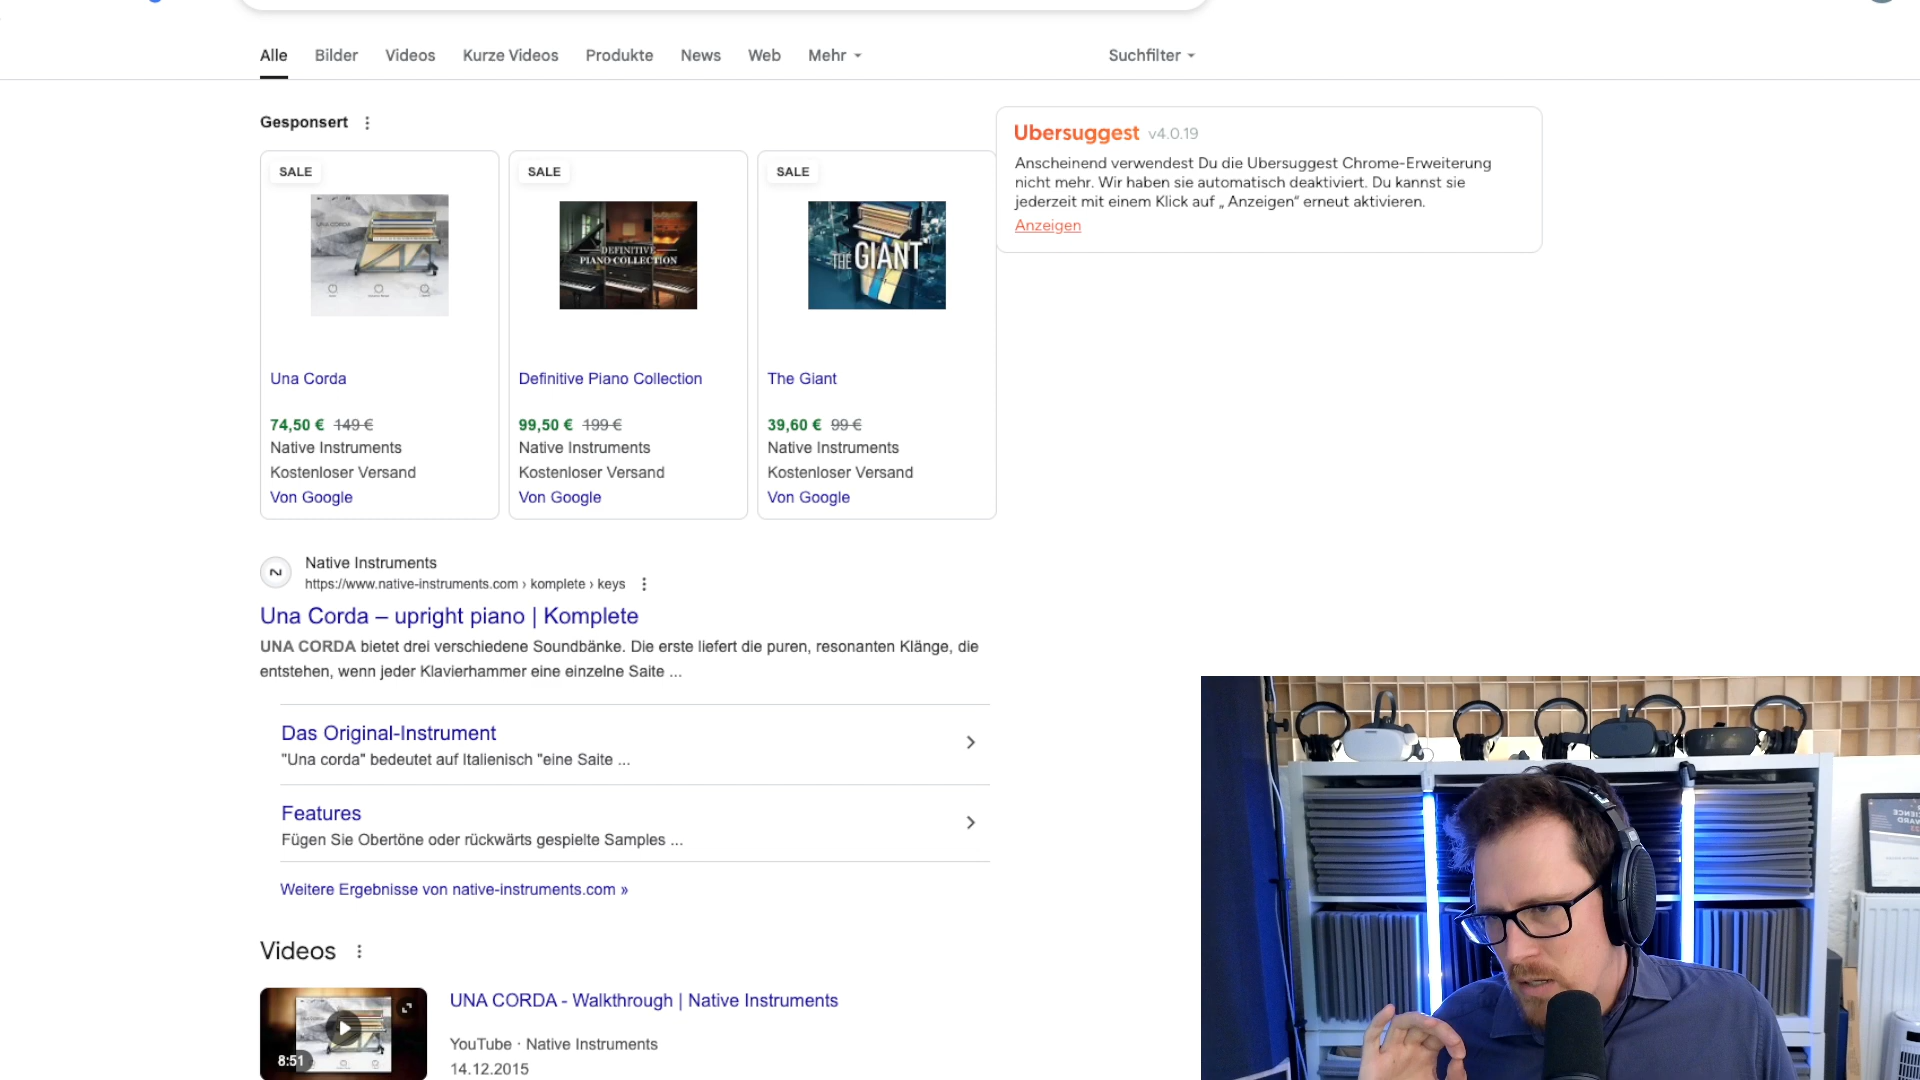 Alle Bilder Videos Kurze Videos Produkte News Web Mehr Suchfilter
Gesponsert
SALE
UNA CORDA
Una Corda
74,50 € 149 €
Native Instruments
Kostenloser Versand
Von Google
SALE
DEFINITIVE
PIANO COLLECTION
Definitive Piano Collection
99,50 € 199 €
Native Instruments
Kostenloser Versand
Von Google
SALE
THE GIANT
The Giant
39,60 € 99 €
Native Instruments
Kostenloser Versand
Von Google
Ubersuggest v4.0.19
Anscheinend verwendest Du die Ubersuggest Chrome-Erweiterung
nicht mehr. Wir haben sie automatisch deaktiviert. Du kannst sie
jederzeit mit einem Klick auf „ Anzeigen“ erneut aktivieren.
Anzeigen
Native Instruments
https://www.native-instruments.com › komplete › keys
Una Corda – upright piano | Komplete
UNA CORDA bietet drei verschiedene Soundbänke. Die erste liefert die puren, resonanten Klänge, die
entstehen, wenn jeder Klavierhammer eine einzelne Saite ...
Das Original-Instrument
"Una corda" bedeutet auf Italienisch "eine Saite ...
Features
Fügen Sie Obertöne oder rückwärts gespielte Samples ...
Weitere Ergebnisse von native-instruments.com »
Videos
8:51
UNA CORDA - Walkthrough | Native Instruments
YouTube · Native Instruments
14.12.2015